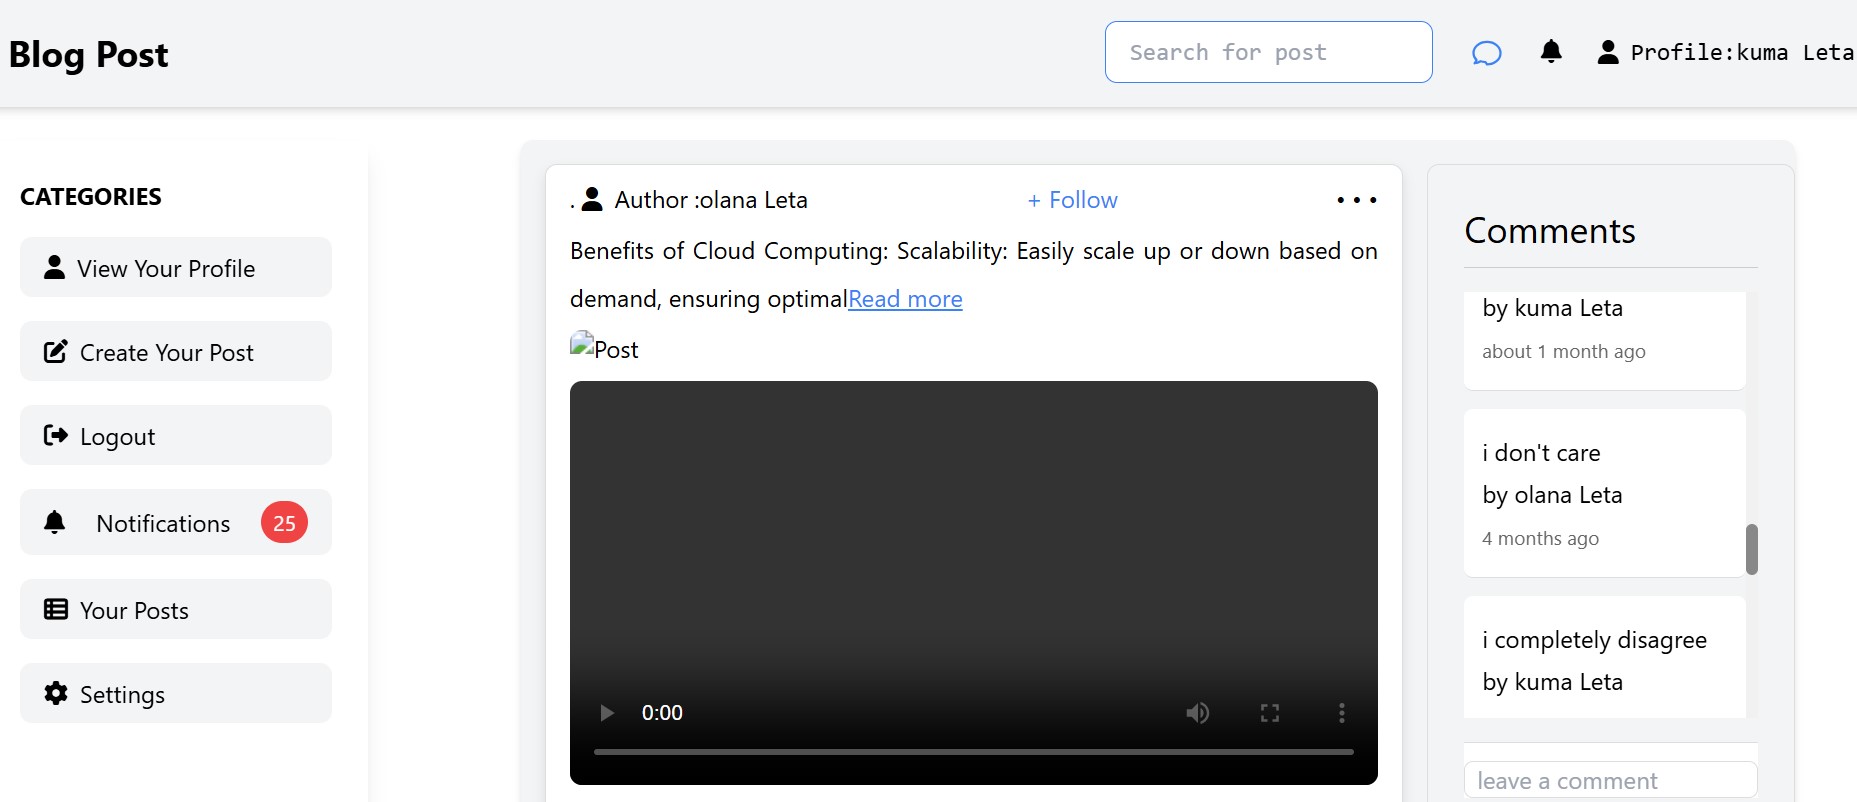 Blog Post
Search for post
Profile:kuma Leta
CATEGORIES
View Your Profile
Create Your Post
Logout
Notifications 25
Your Posts
Settings
. Author :olana Leta + Follow
Benefits of Cloud Computing: Scalability: Easily scale up or down based on
demand, ensuring optimalRead more
Post
0:00
Comments
by kuma Leta
about 1 month ago
i don't care
by olana Leta
4 months ago
i completely disagree
by kuma Leta
leave a comment